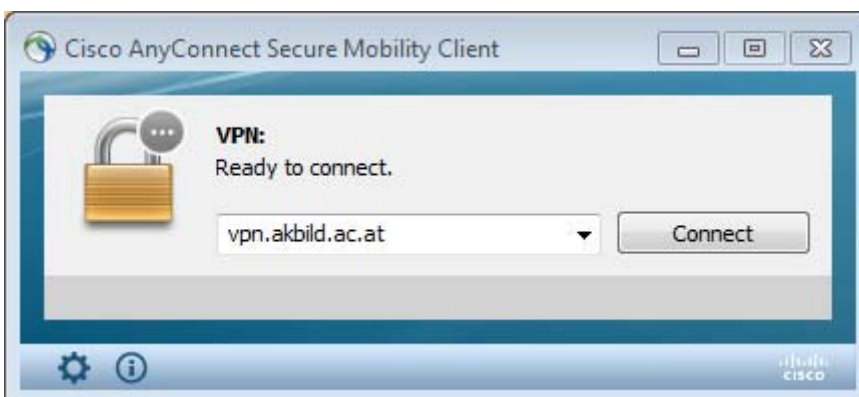 Cisco AnyConnect Secure Mobility Client
VPN:
Ready to connect.
vpn.akbild.ac.at
Connect
CISCO